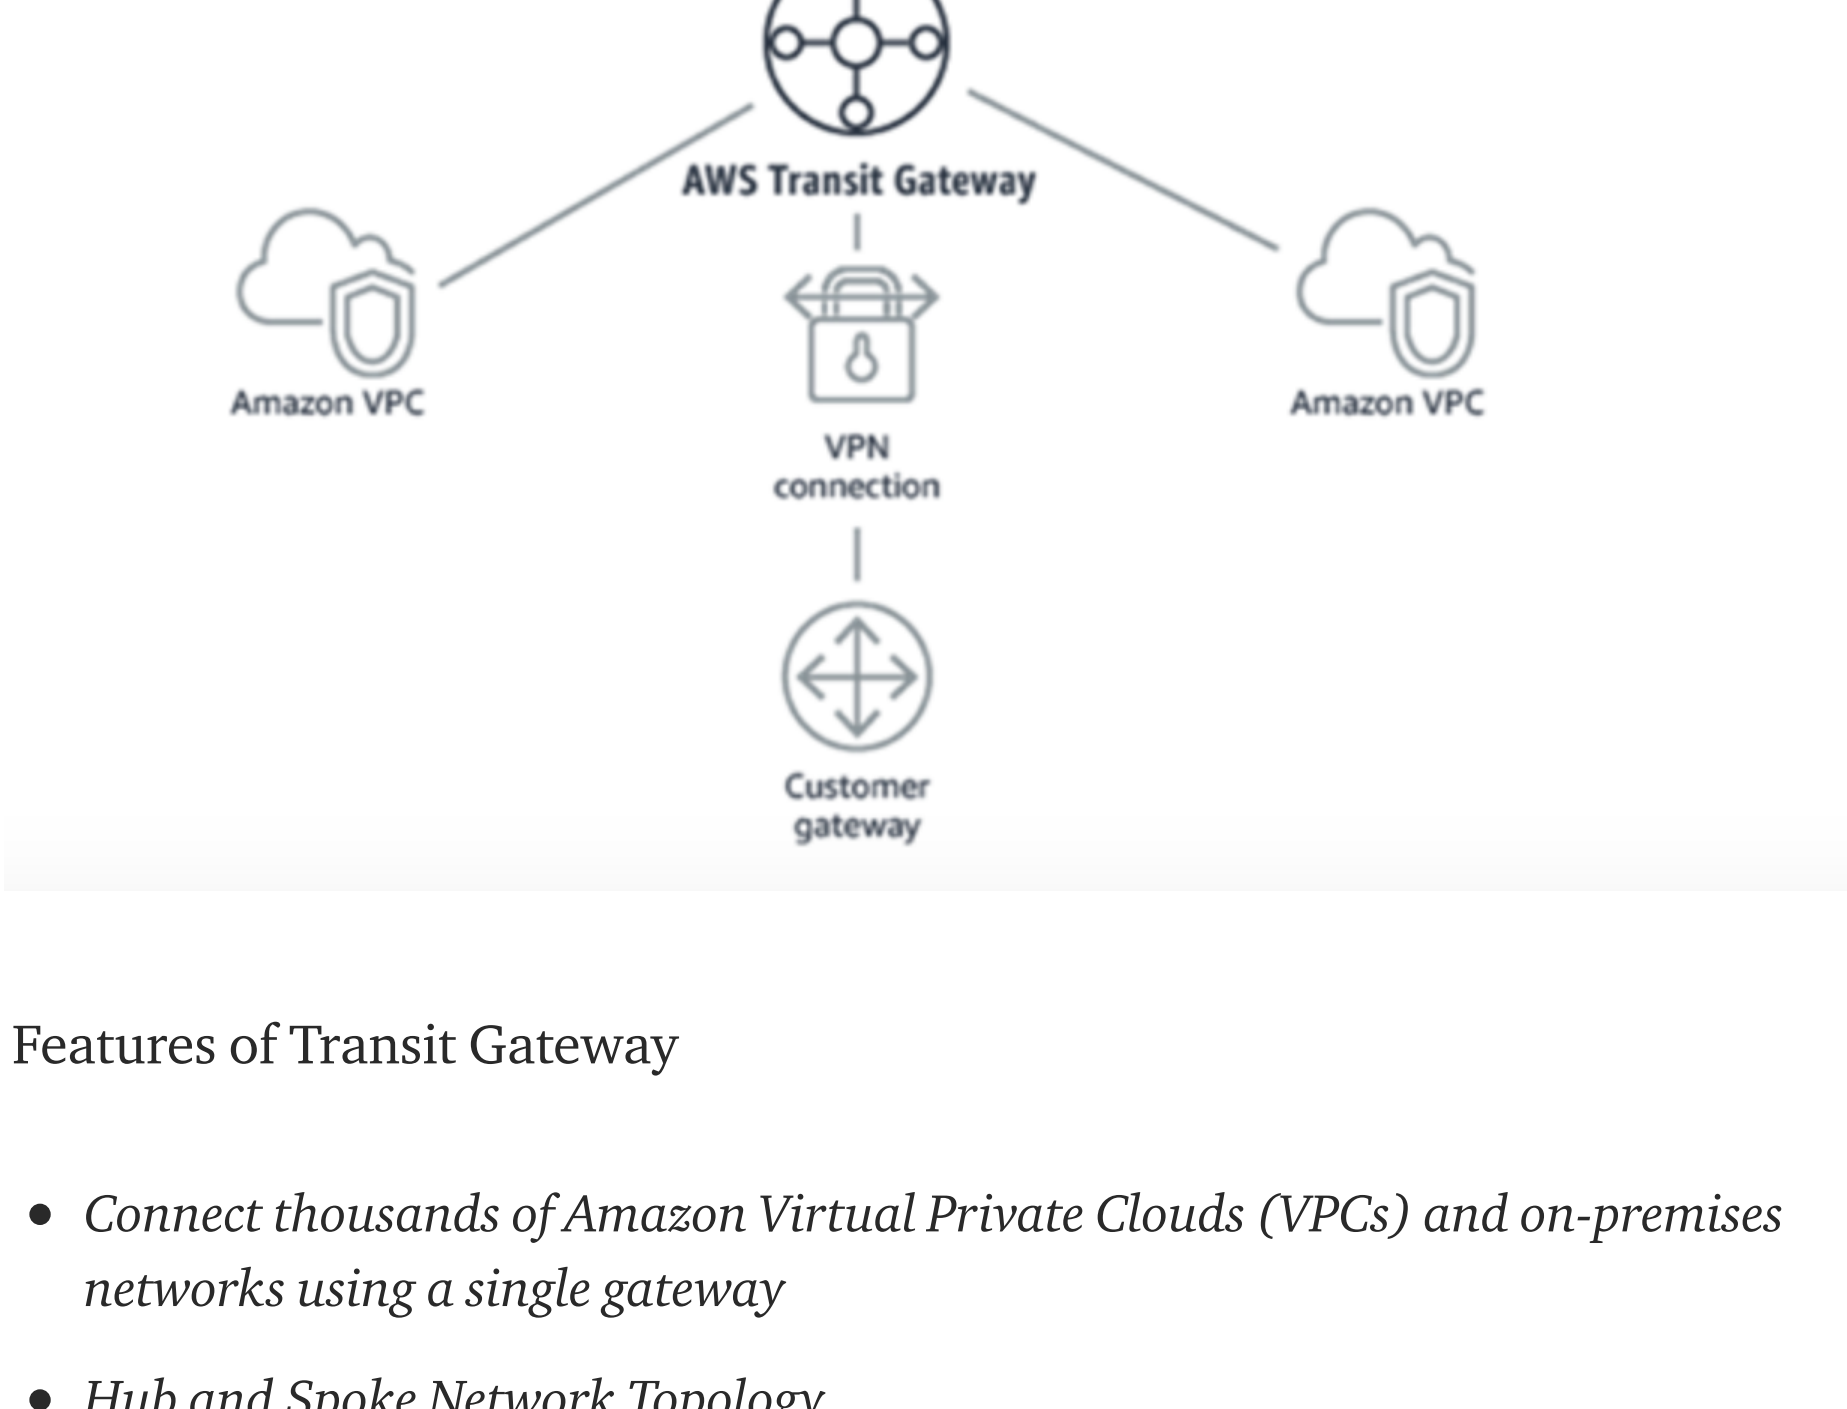 AWS Transit Gateway
Amazon VPC
Amazon VPC
VPN
connection
Customer
gateway
Features of Transit Gateway
Connect thousands of Amazon Virtual Private Clouds (VPCs) and on-premises
networks using a single gateway
Hub and Spoke Network Topology